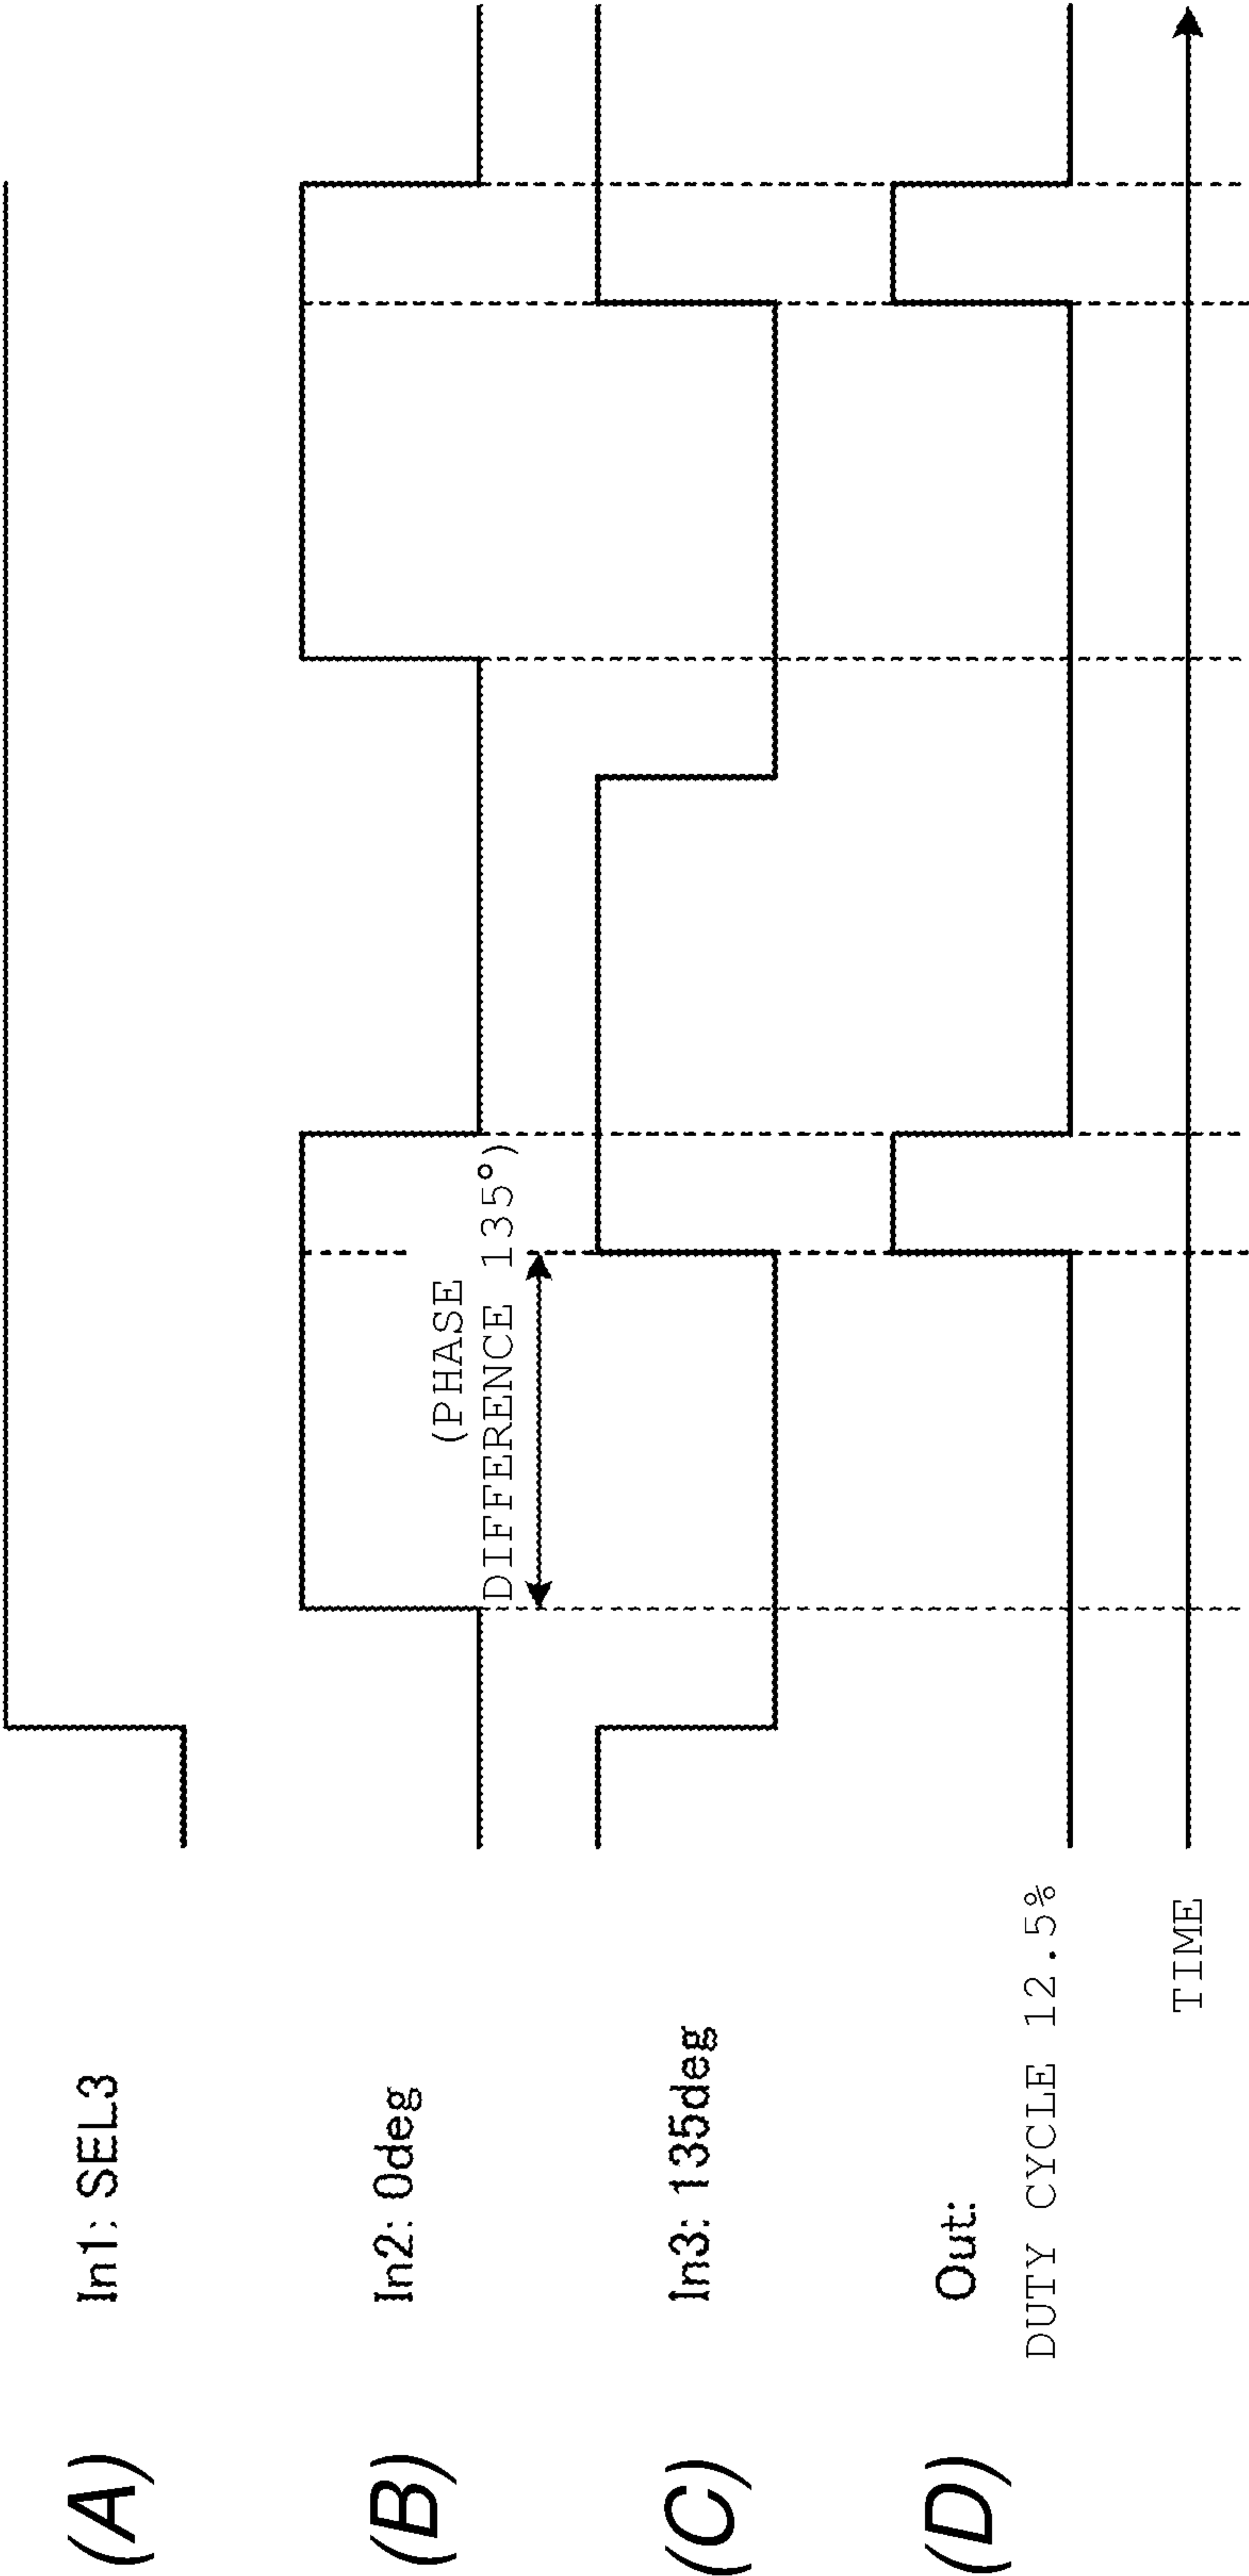 (A) In1: SEL3
(B) In2: 0deg
(PHASE
DIFFERENCE 135°)
(C) In3: 135deg
(D) Out:
DUTY CYCLE 12.5%
TIME